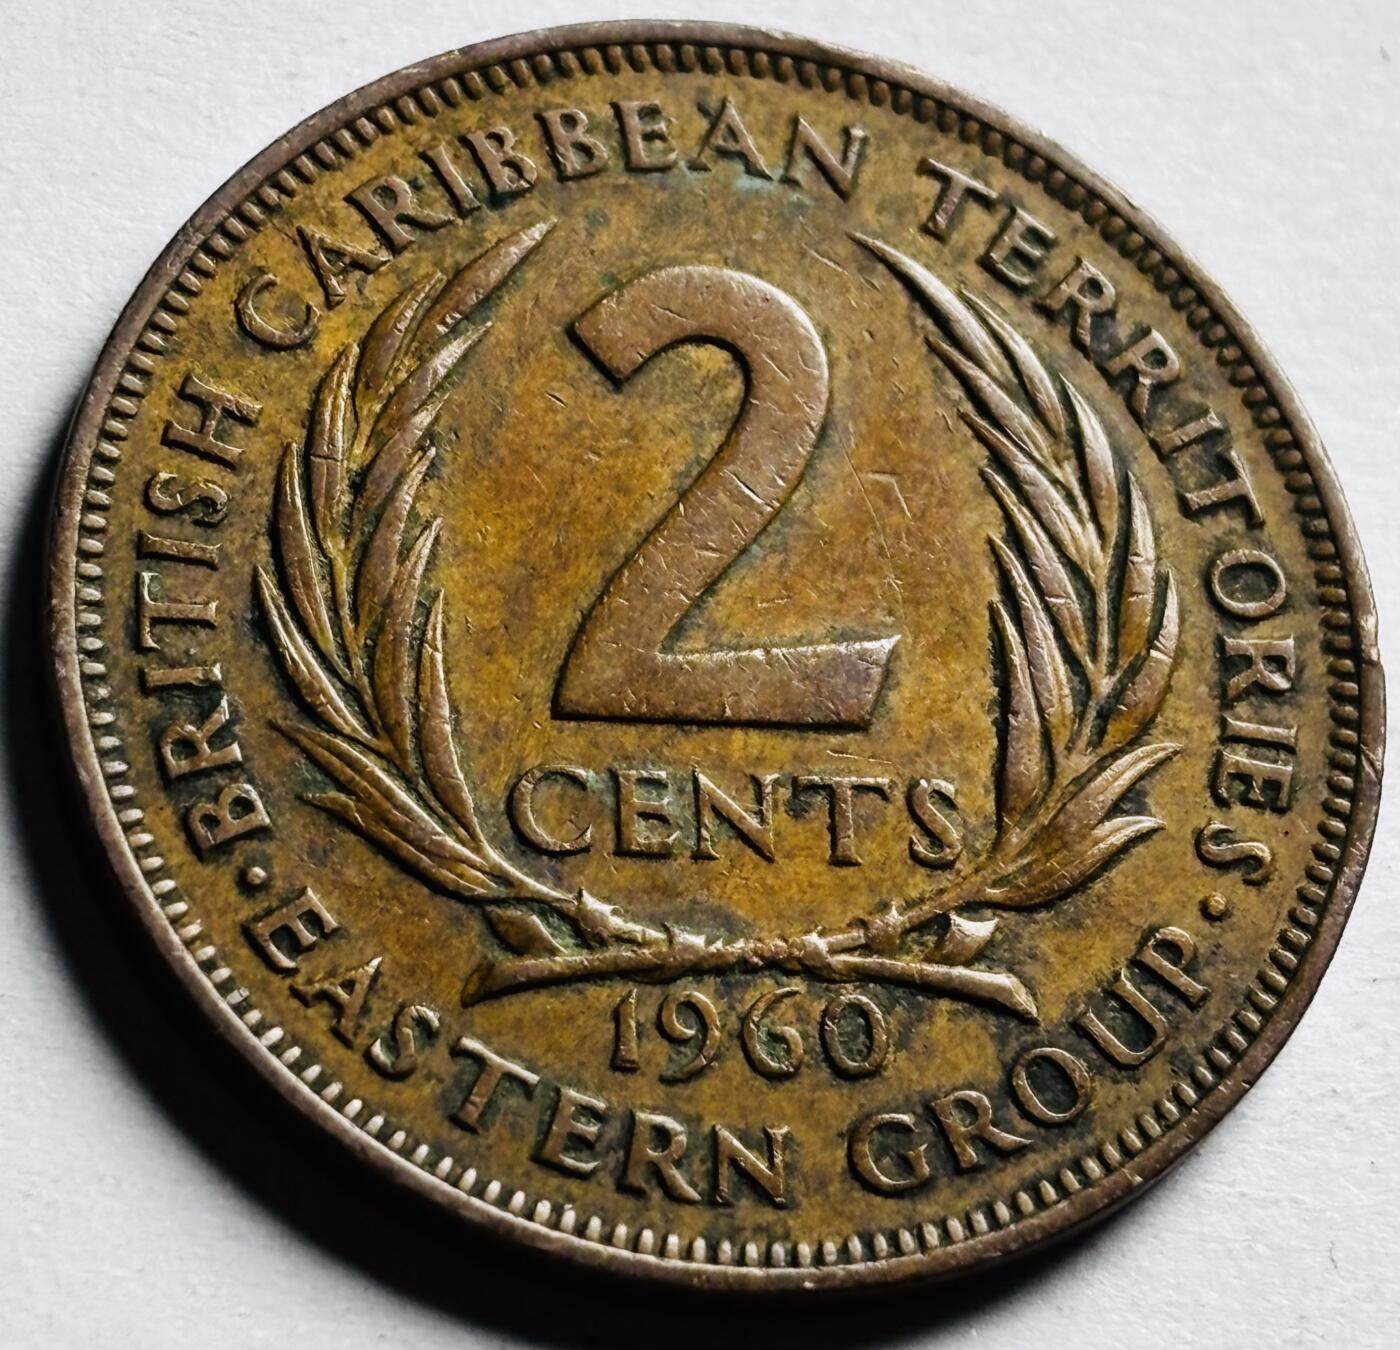 BRITISH CARIBBEAN TERRITORIES
2
CENTS
1960
· EASTERN GROUP ·